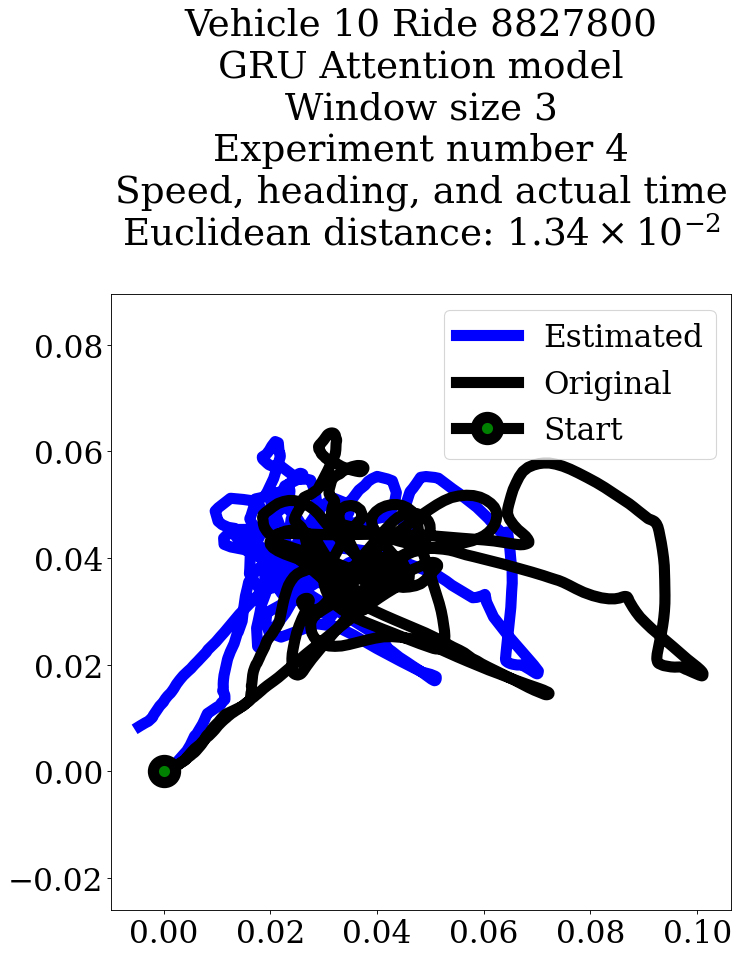 Vehicle 10 Ride 8827800
GRU Attention model
Window size 3
Experiment number 4
Speed, heading, and actual time
Euclidean distance: 1.34 × 10⁻²
Estimated
Original
Start
0.08
0.06
0.04
0.02
0.00
−0.02
0.00 0.02 0.04 0.06 0.08 0.10